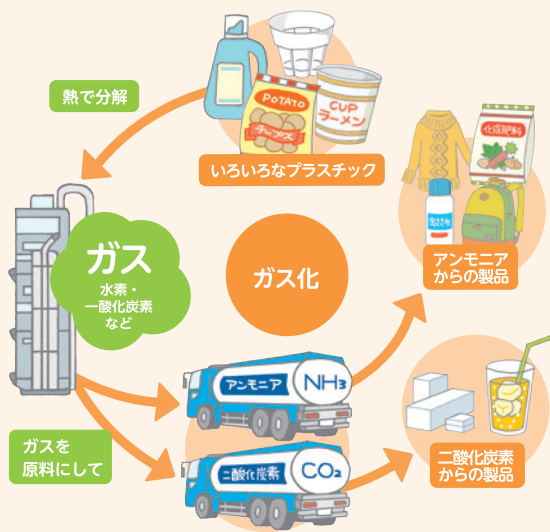 熱で分解
POTATO
チップス
CUP
ラーメン
いろいろなプラスチック
化成肥料
虫さされ
アンモニア
からの製品
ガス
水素・
一酸化炭素
など
ガス化
アンモニア
NH₃
ガスを
原料にして
二酸化炭素
CO₂
二酸化炭素
からの製品